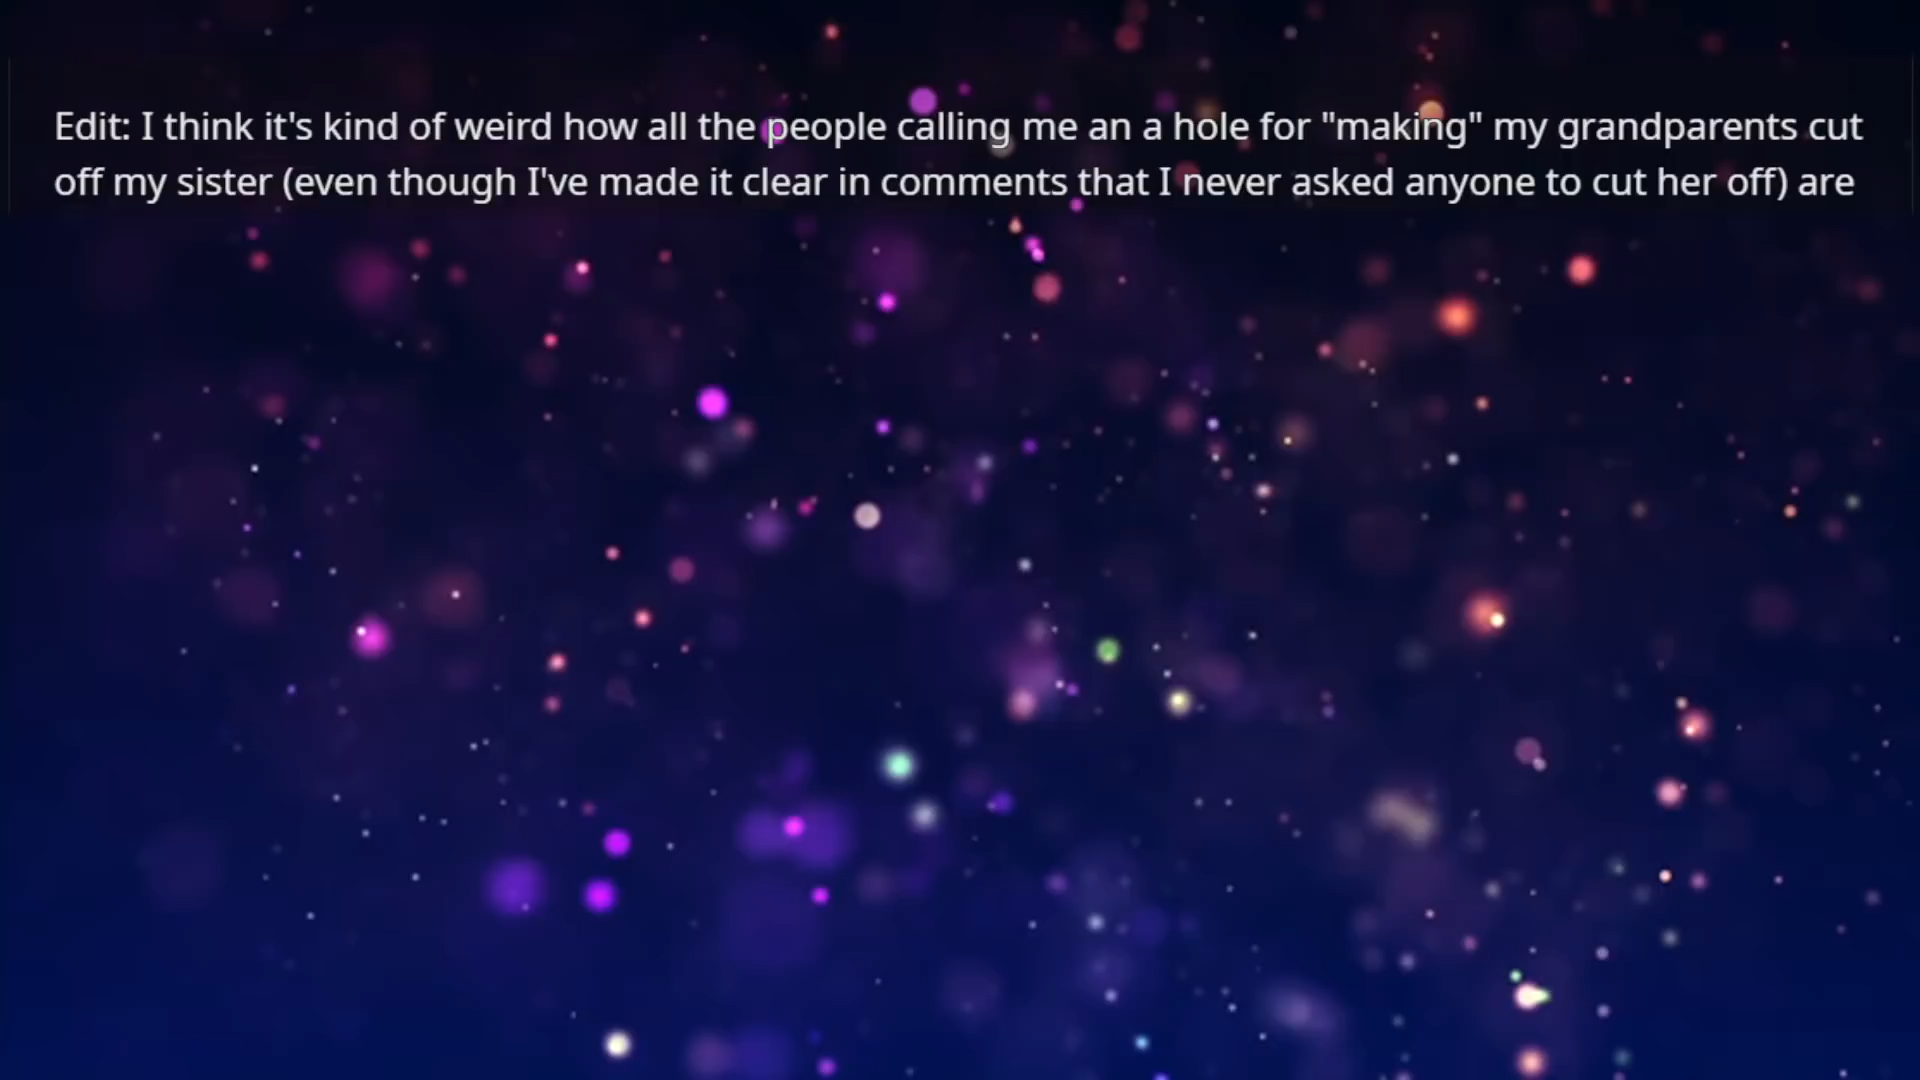 Edit: I think it's kind of weird how all the people calling me an a hole for "making" my grandparents cut
off my sister (even though I've made it clear in comments that I never asked anyone to cut her off) are